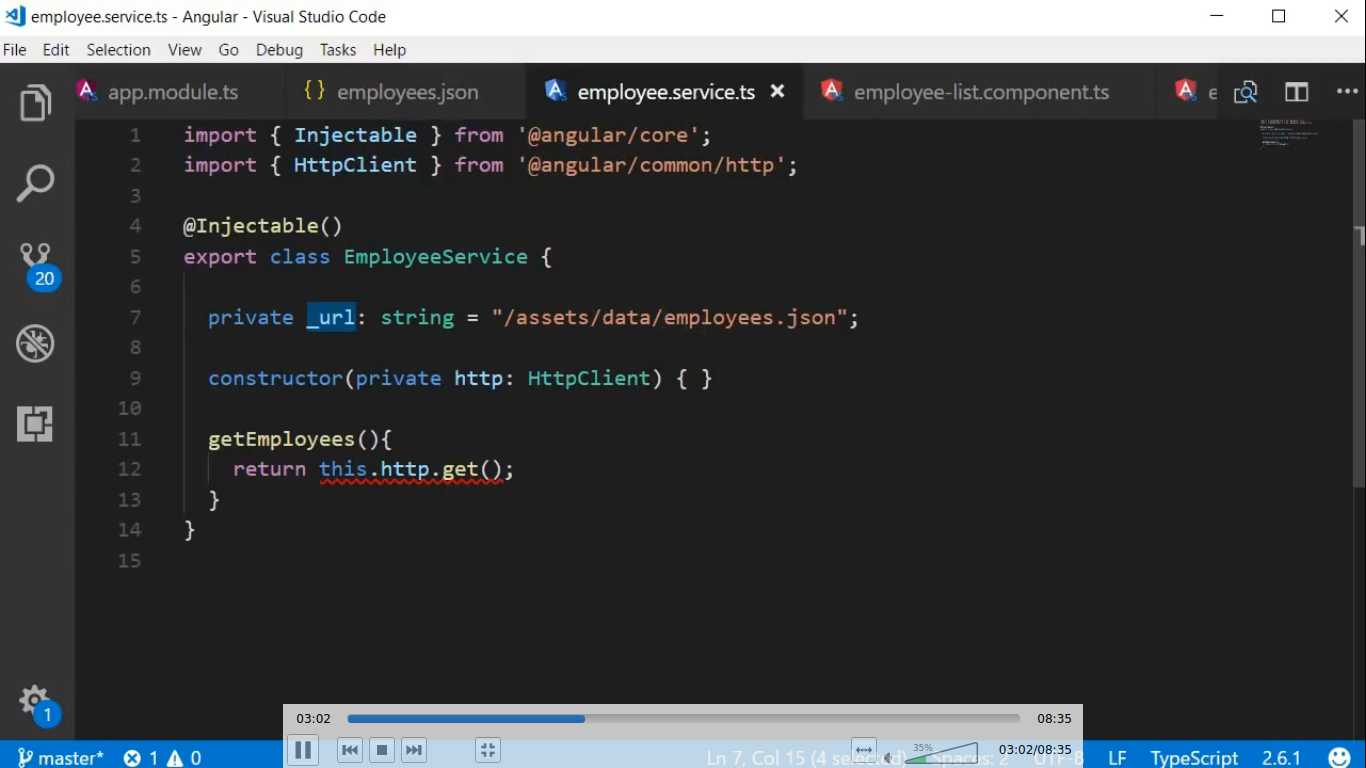 employee.service.ts - Angular - Visual Studio Code
File Edit Selection View Go Debug Tasks Help
app.module.ts {} employees.json employee.service.ts × employee-list.component.ts e
1 import { Injectable } from '@angular/core';
2 import { HttpClient } from '@angular/common/http';
3
4 @Injectable()
5 export class EmployeeService {
6
7 private _url: string = "/assets/data/employees.json";
8
9 constructor(private http: HttpClient) { }
10
11 getEmployees(){
12 return this.http.get();
13 }
14 }
15
20
1
03:02 08:35
35% 03:02/08:35
master* 1 0 Ln 7, Col 15 (4 selected) Spaces: 2 UTF-8 LF TypeScript 2.6.1